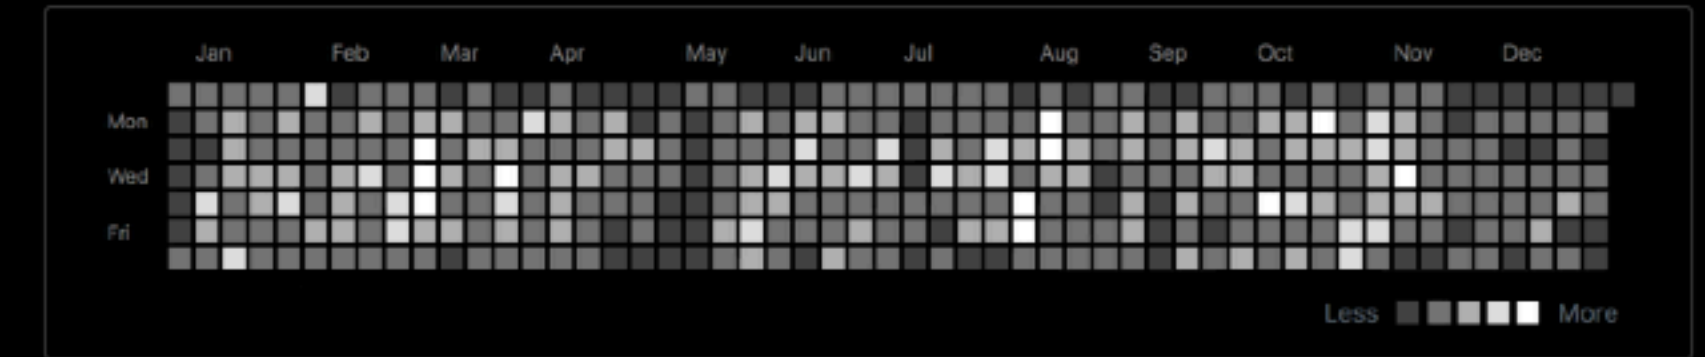 Jan Feb Mar Apr May Jun Jul Aug Sep Oct Nov Dec
Mon
Wed
Fri
Less More